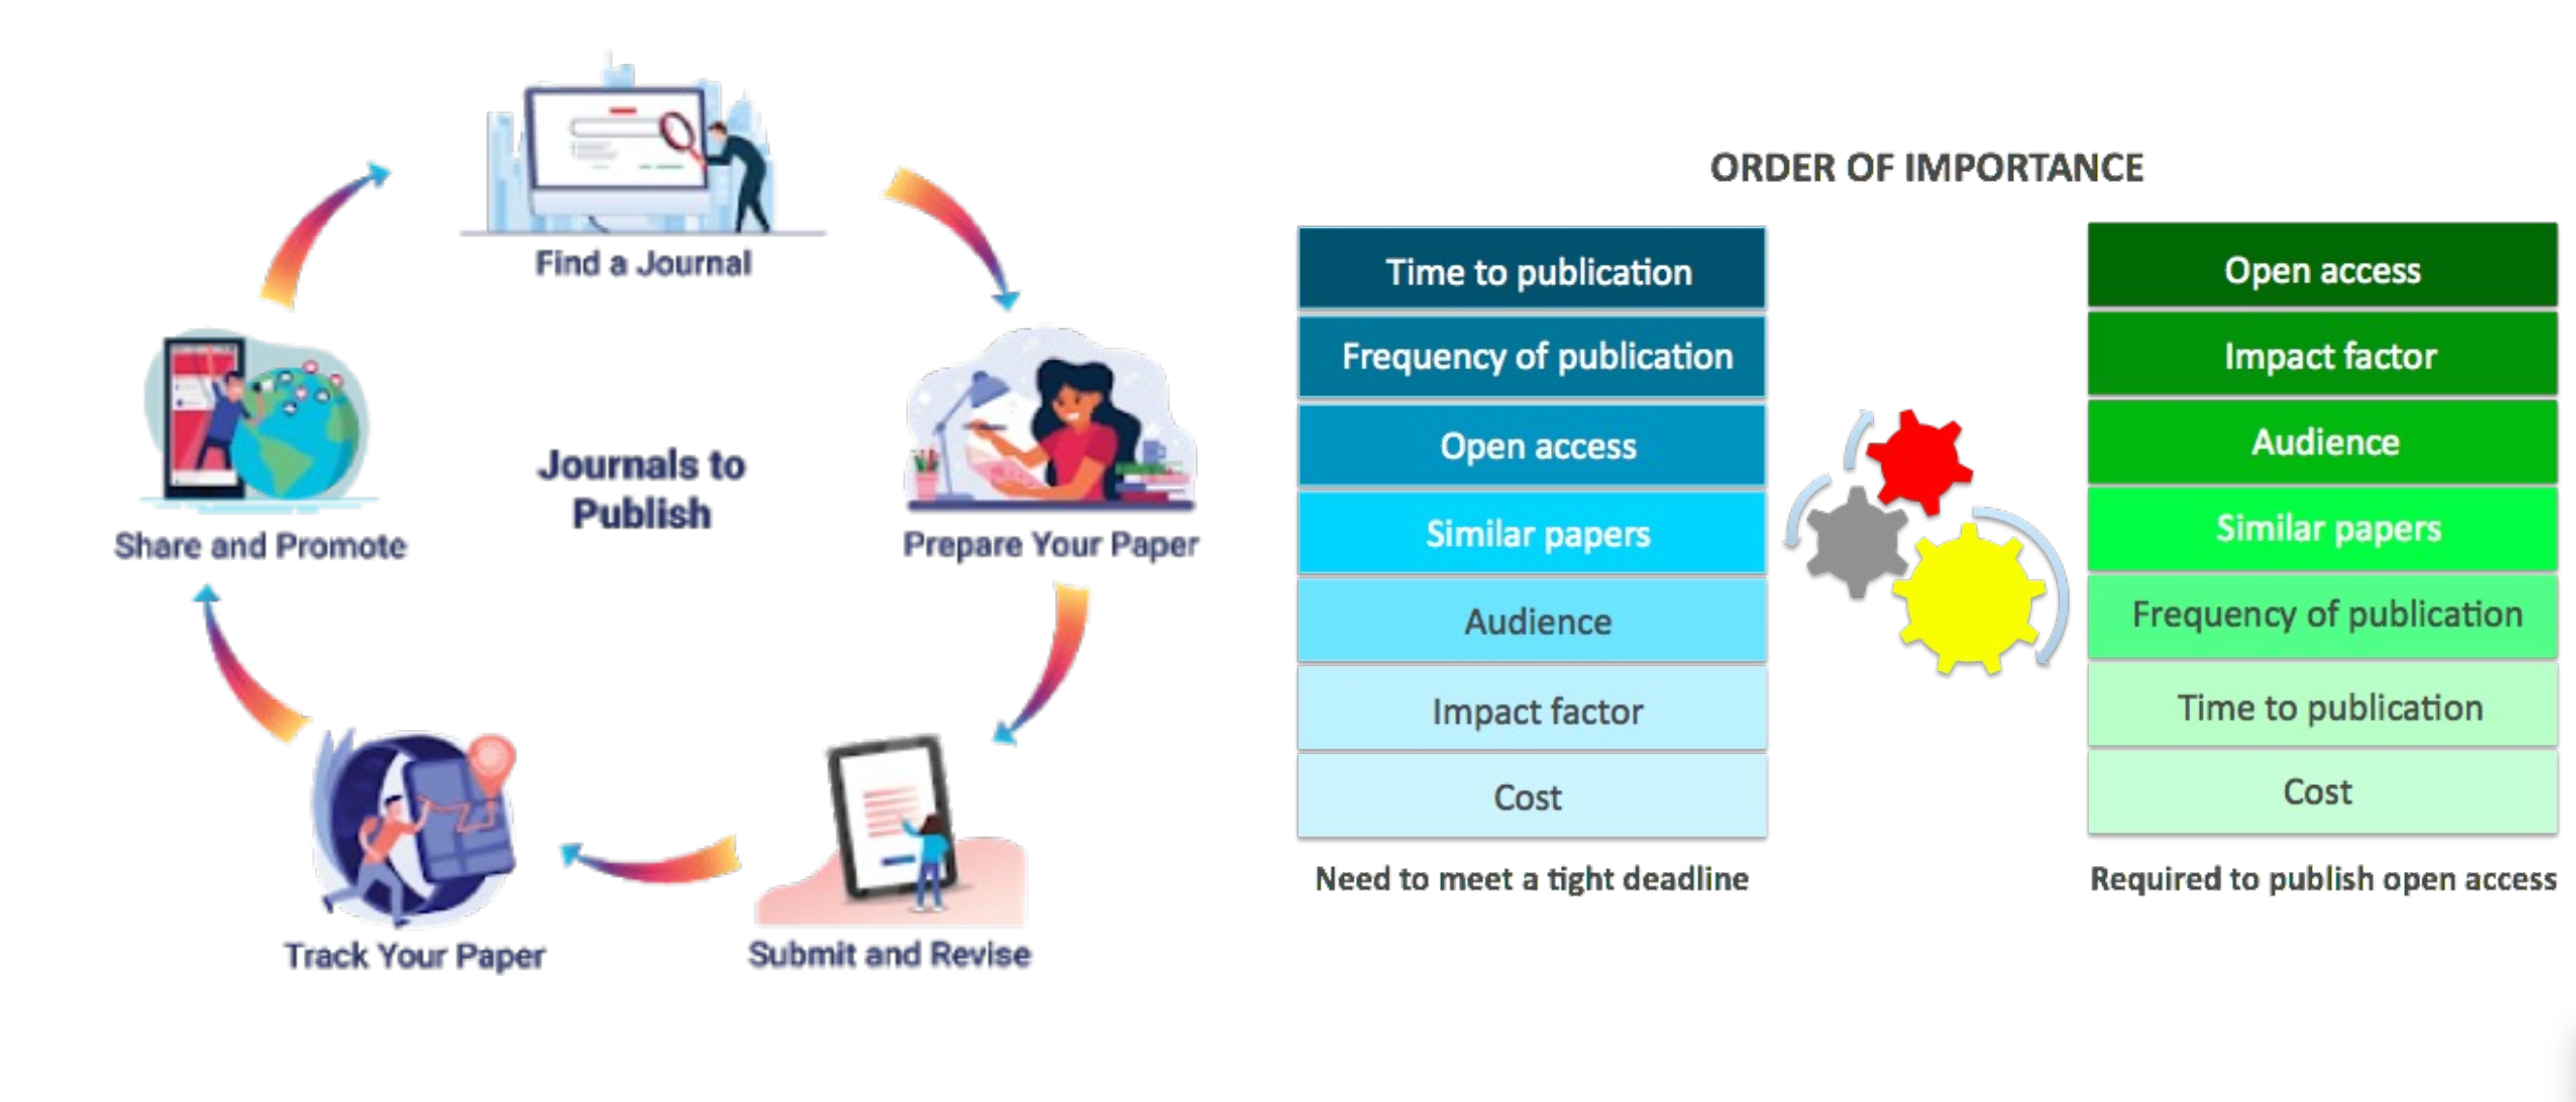 Find a Journal
Share and Promote
Journals to
Publish
Prepare Your Paper
Track Your Paper
Submit and Revise
ORDER OF IMPORTANCE
Time to publication
Frequency of publication
Open access
Similar papers
Audience
Impact factor
Cost
Need to meet a tight deadline
Open access
Impact factor
Audience
Similar papers
Frequency of publication
Time to publication
Cost
Required to publish open access